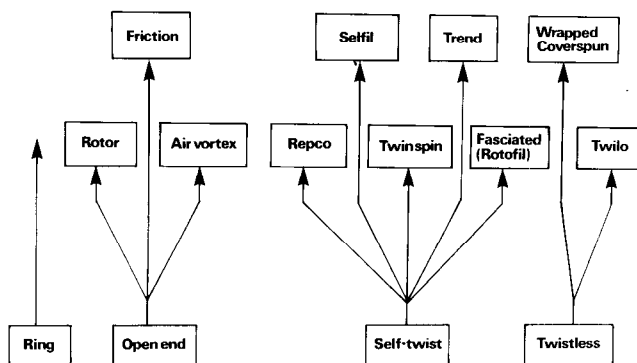 Friction
Selfil
Trend
Wrapped
Coverspun
Rotor
Air vortex
Repco
Twinspin
Fasciated
(Rotofil)
Twilo
Ring
Open end
Self-twist
Twistless